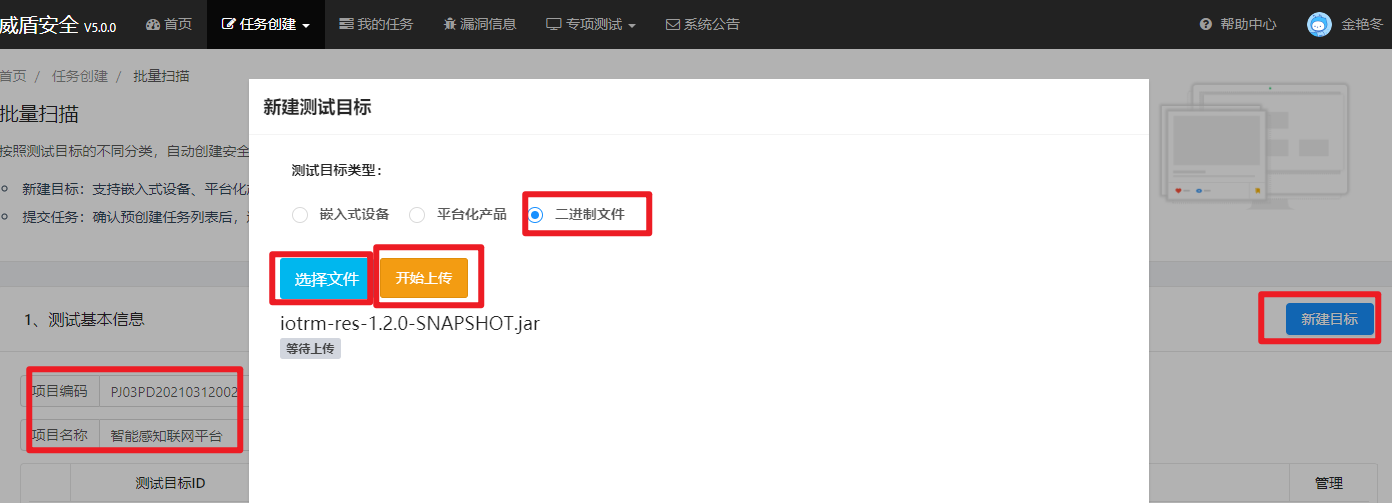 威盾安全 V5.0.0 首页 任务创建 我的任务 漏洞信息 专项测试 系统公告 帮助中心 金艳冬
首页 / 任务创建 / 批量扫描
批量扫描
按照测试目标的不同分类，自动创建安全
新建目标：支持嵌入式设备、平台化
提交任务：确认预创建任务列表后，
新建测试目标
测试目标类型：
嵌入式设备 平台化产品 二进制文件
选择文件 开始上传
iotrm-res-1.2.0-SNAPSHOT.jar
等待上传
1、测试基本信息 新建目标
项目编码 PJ03PD20210312002
项目名称 智能感知联网平台
测试目标ID 管理